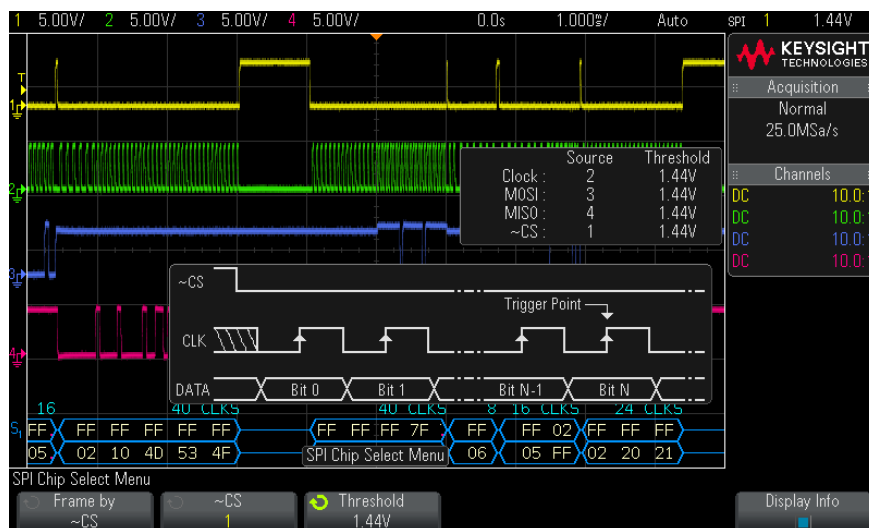 1 5.00V/ 2 5.00V/ 3 5.00V/ 4 5.00V/ 0.0s 1.000ms/ Auto SPI 1 1.44V
KEYSIGHT
TECHNOLOGIES
Acquisition
Normal
25.0MSa/s
Channels
DC 10.0:
DC 10.0:
DC 10.0:
DC 10.0:
T
1
2
3
4
Source Threshold
Clock : 2 1.44V
MOSI : 3 1.44V
MISO : 4 1.44V
~CS : 1 1.44V
~CS
Trigger Point
CLK
DATA Bit 0 Bit 1 Bit N-1 Bit N
16 40 CLKS 40 CLKS 8 16 CLKS 24 CLKS
S1 FF FF FF FF FF FF FF FF FF 7F FF FF 02 FF FF FF
05 02 10 4D 53 4F SPI Chip Select Menu 06 05 FF 02 20 21
SPI Chip Select Menu
Frame by ~CS Threshold Display Info
~CS 1 1.44V